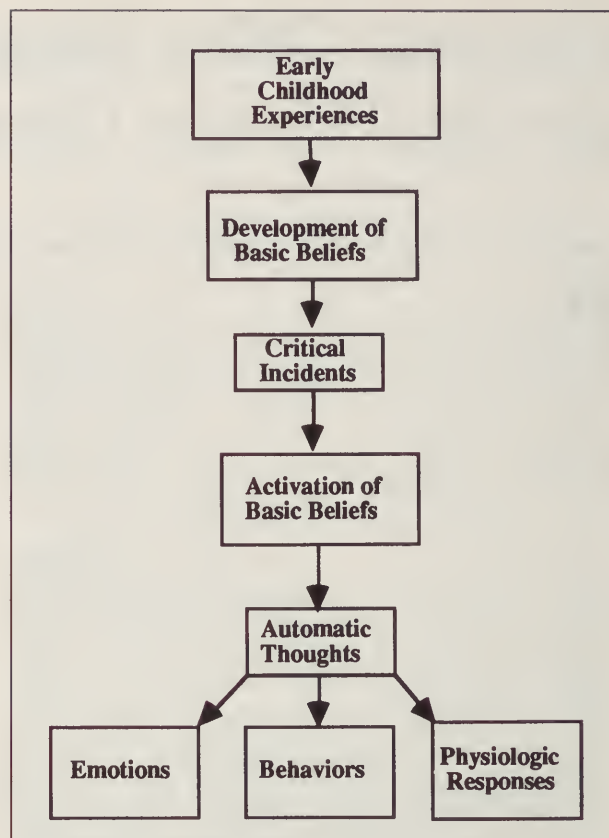 Early
Childhood
Experiences
Development of
Basic Beliefs
Critical
Incidents
Activation of
Basic Beliefs
Automatic
Thoughts
Emotions
Behaviors
Physiologic
Responses